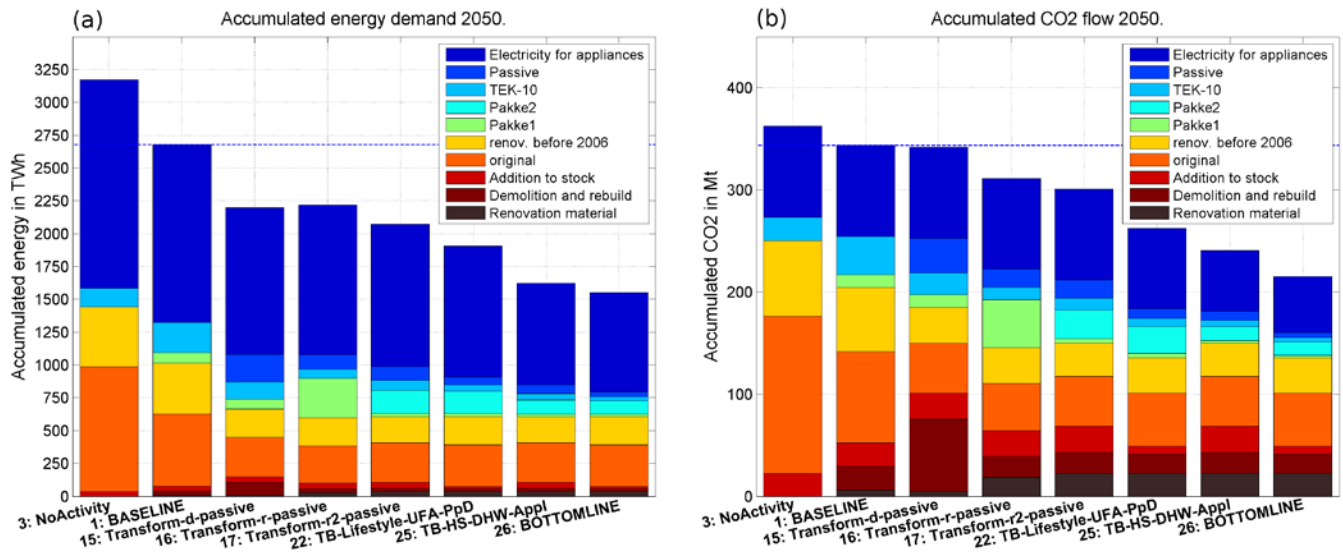 (a)
Accumulated energy demand 2050.
Accumulated energy in TWh
3250
3000
2750
2500
2250
2000
1750
1500
1250
1000
750
500
250
0
Electricity for appliances
Passive
TEK-10
Pakke2
Pakke1
renov. before 2006
original
Addition to stock
Demolition and rebuild
Renovation material
3: NoActivity
1: BASELINE
15: Transform-d-passive
16: Transform-r-passive
17: Transform-r2-passive
22: TB-Lifestyle-UFA-PpD
25: TB-HS-DHW-Appl
26: BOTTOMLINE
(b)
Accumulated CO2 flow 2050.
Accumulated CO2 in Mt
400
300
200
100
0
Electricity for appliances
Passive
TEK-10
Pakke2
Pakke1
renov. before 2006
original
Addition to stock
Demolition and rebuild
Renovation material
3: NoActivity
1: BASELINE
15: Transform-d-passive
16: Transform-r-passive
17: Transform-r2-passive
22: TB-Lifestyle-UFA-PpD
25: TB-HS-DHW-Appl
26: BOTTOMLINE